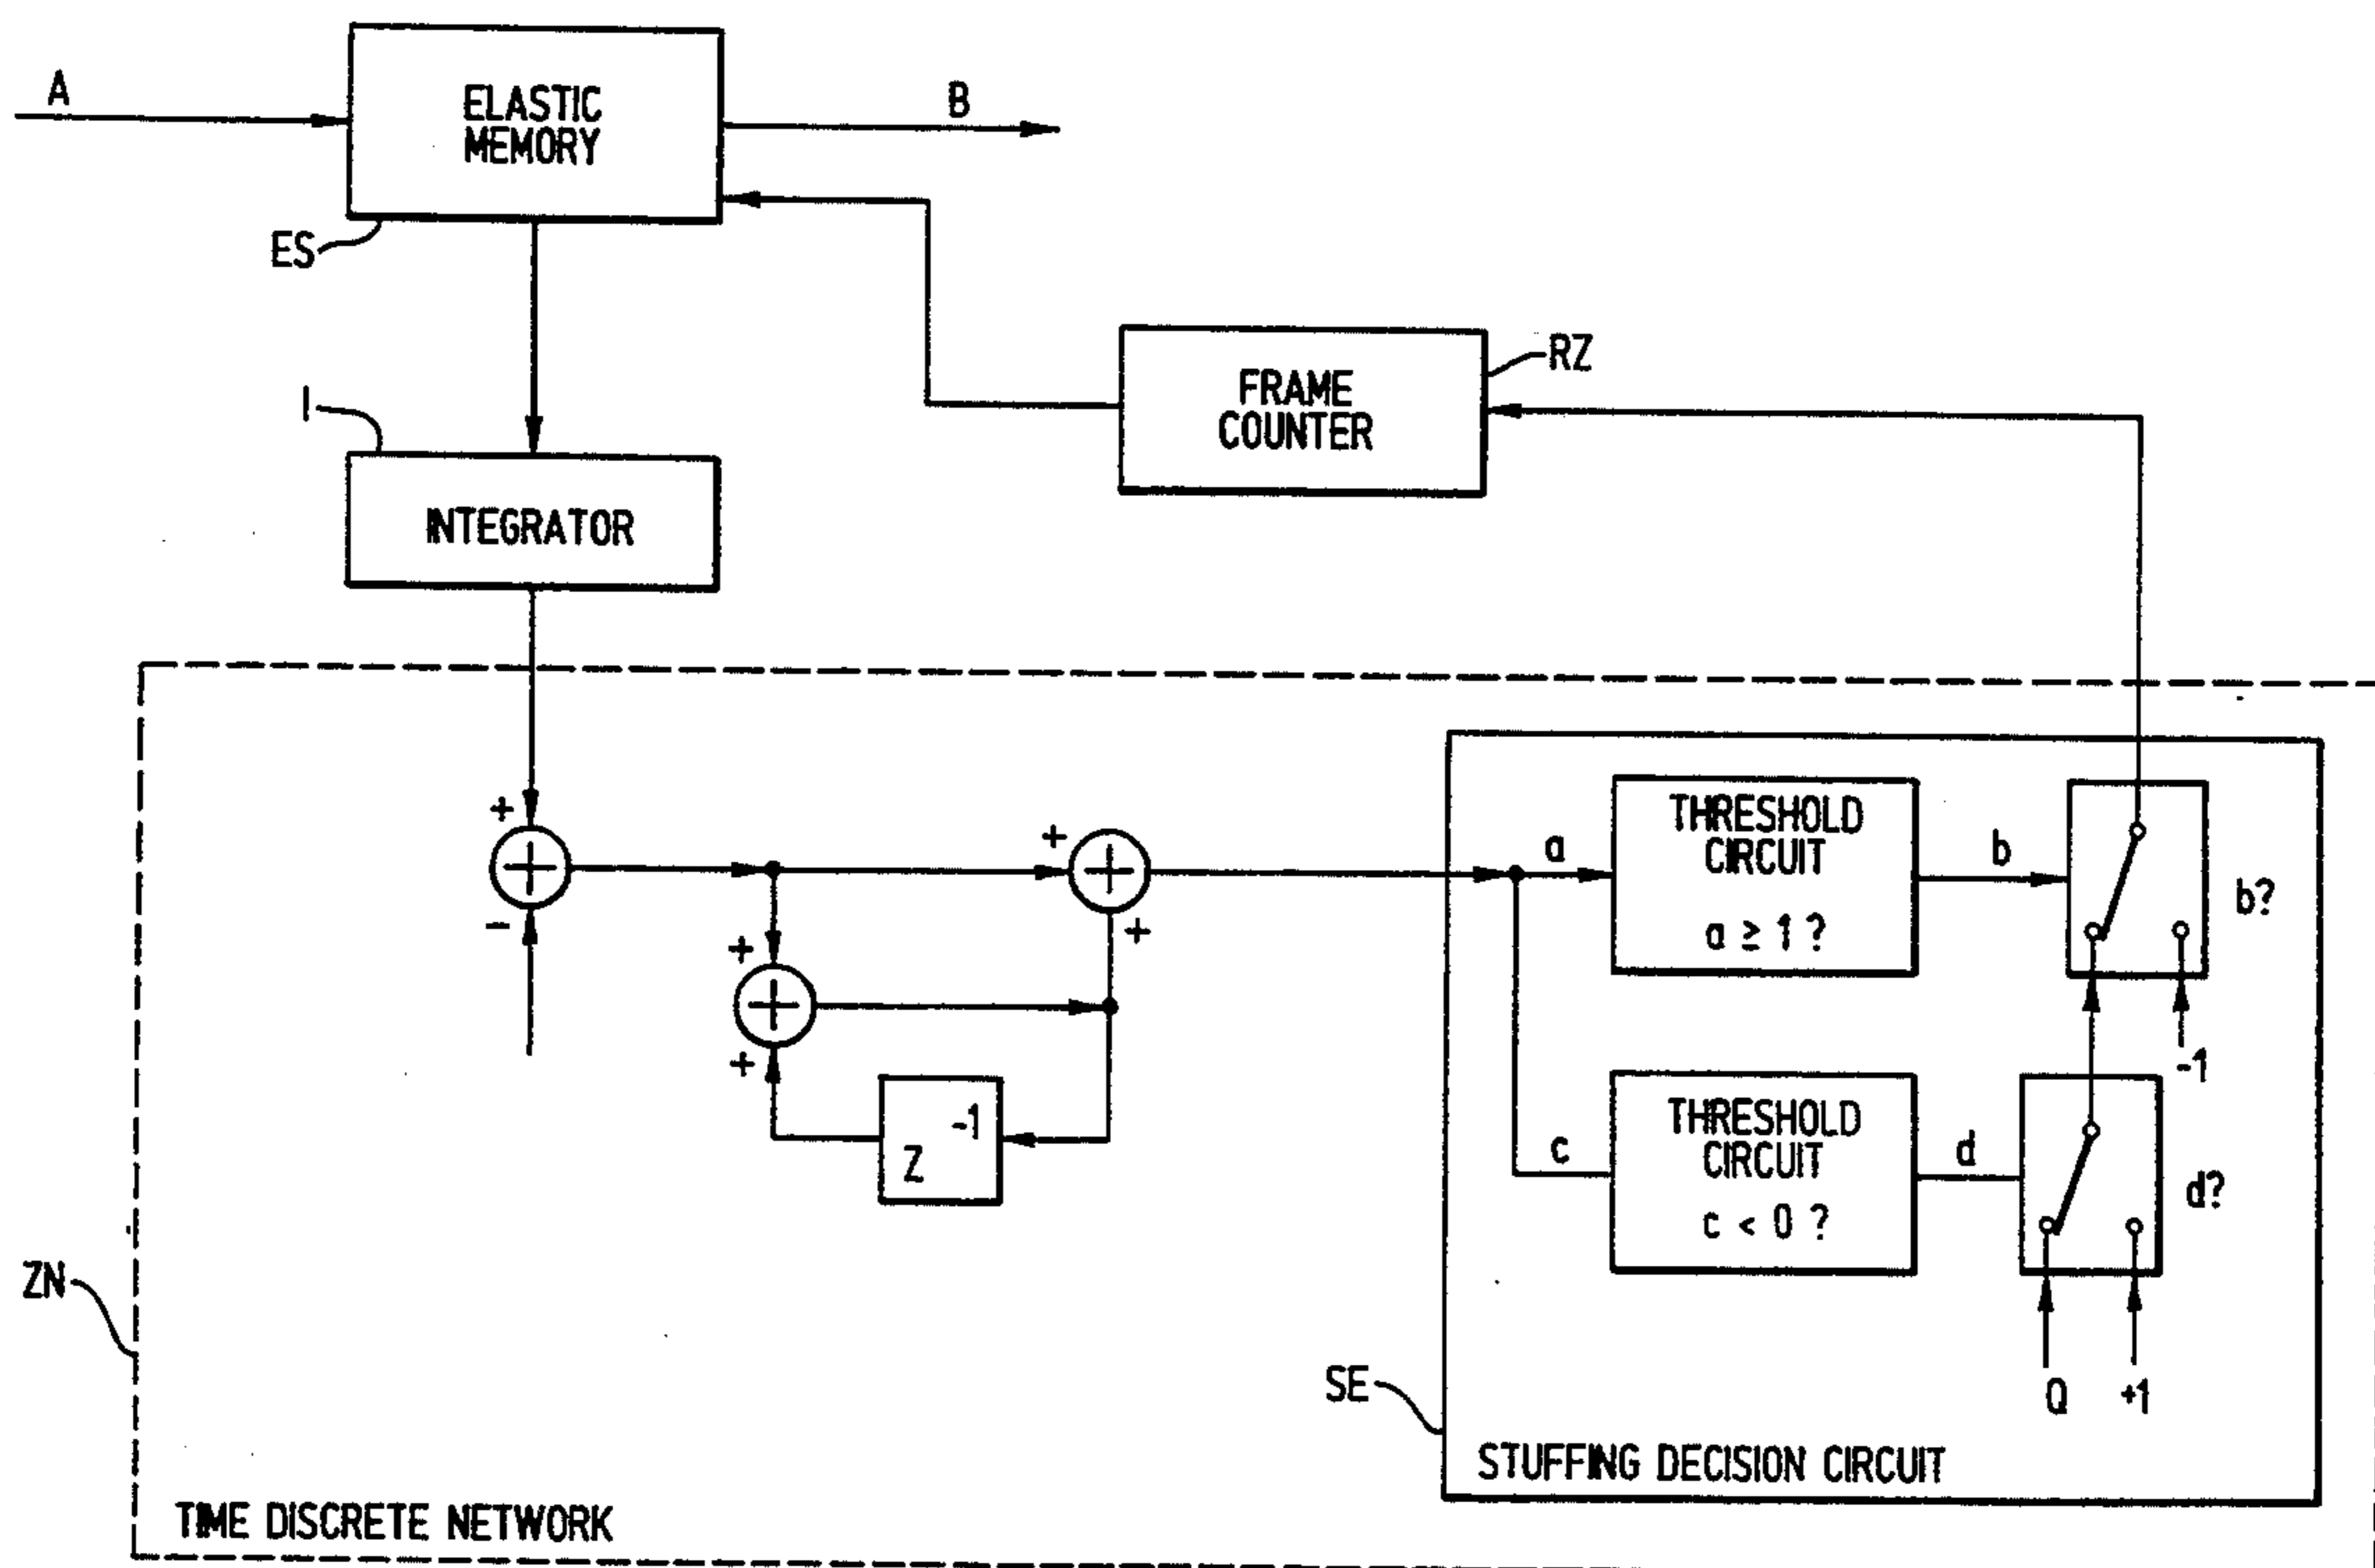 A
ELASTIC
MEMORY
B
ES
I
INTEGRATOR
FRAME
COUNTER
RZ
+
-
+
+
+
+
Z -1
a
THRESHOLD
CIRCUIT
a ≥ 1 ?
b
b?
-1
c
THRESHOLD
CIRCUIT
c < 0 ?
d
d?
Q
+1
ZN
SE
STUFFING DECISION CIRCUIT
TIME DISCRETE NETWORK